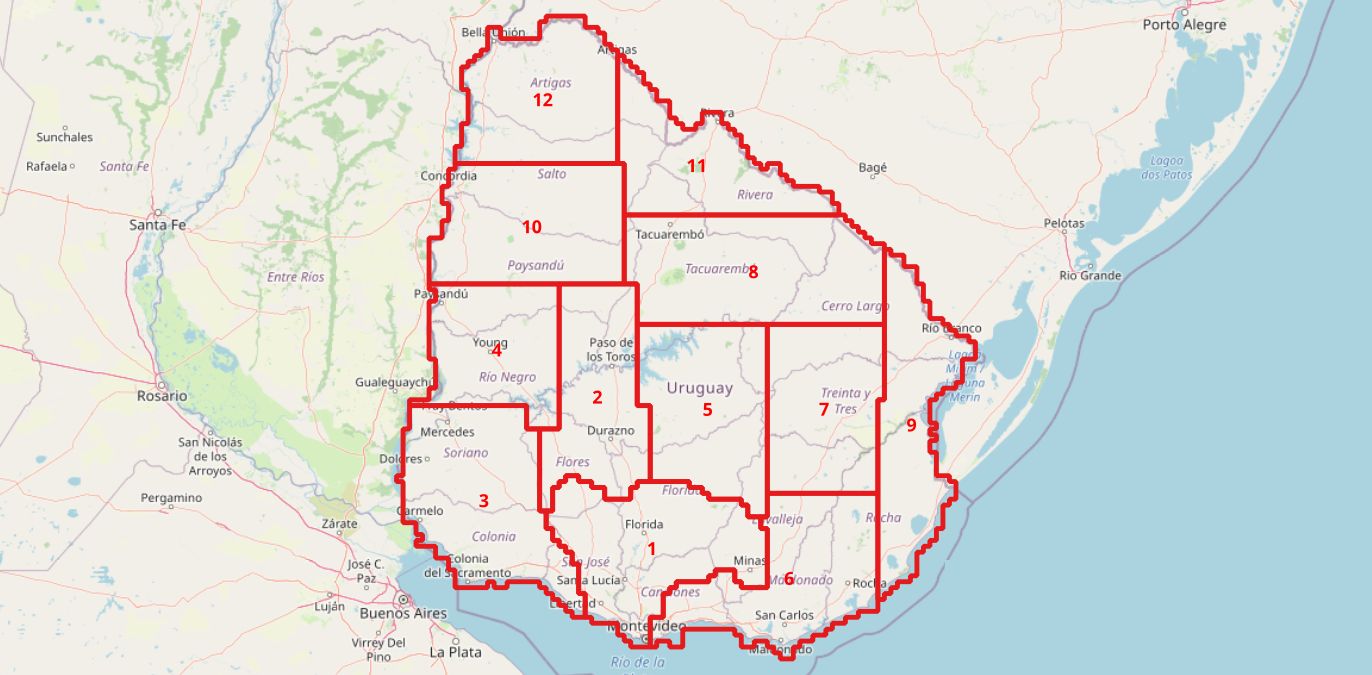 Porto Alegre
Bella Unión
Artigas
Artigas
12
Rivera
Sunchales
Rafaela
Santa Fe
Concordia
Salto
11
Rivera
Bagé
Lagoa
dos Patos
Santa Fe
10
Tacuarembó
Pelotas
Entre Ríos
Paysandú
Tacuarembó
8
Rio Grande
Paysandú
Cerro Largo
Young
4
Paso de
los Toros
Río Branco
Lagoa
Mirim /
Laguna
Merín
Gualeguaychú
Río Negro
Uruguay
Rosario
Fray Bentos
2
5
Treinta y
Tres
7
9
Mercedes
Durazno
San Nicolás
de los
Arroyos
Dolores
Soriano
Flores
Florida
Pergamino
3
Carmelo
Zárate
Florida
Lavalleja
Rocha
Colonia
1
José C.
Paz
Colonia
del Sacramento
San José
Minas
Santa Lucía
Canelones
6
Maldonado
Rocha
Luján
Buenos Aires
Libertad
San Carlos
Montevideo
Virrey Del
Pino
La Plata
Maldonado
Río de la